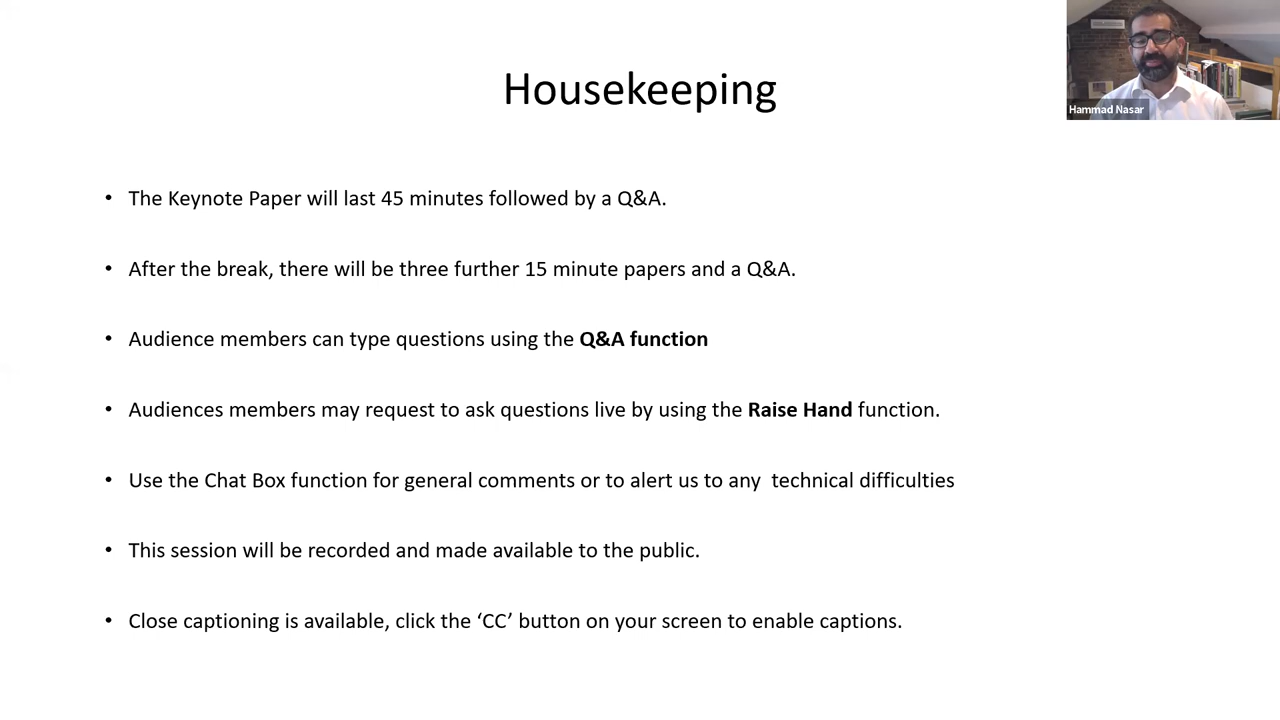 Housekeeping
Hammad Nasar
• The Keynote Paper will last 45 minutes followed by a Q&A.
• After the break, there will be three further 15 minute papers and a Q&A.
• Audience members can type questions using the Q&A function
• Audiences members may request to ask questions live by using the Raise Hand function.
• Use the Chat Box function for general comments or to alert us to any  technical difficulties
• This session will be recorded and made available to the public.
• Close captioning is available, click the ‘CC’ button on your screen to enable captions.